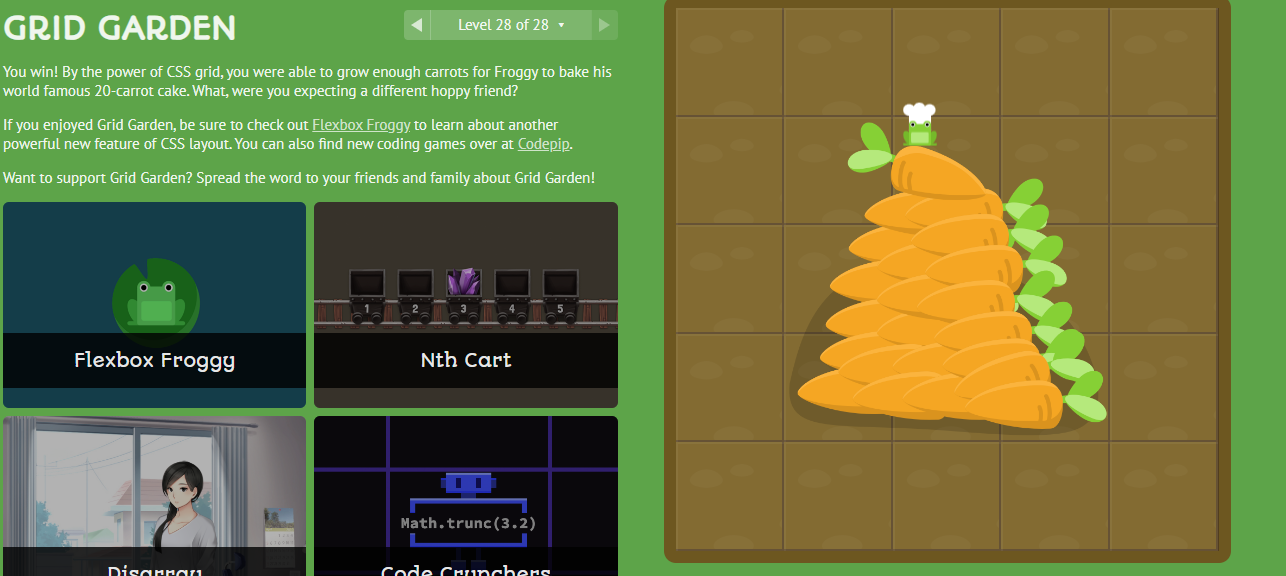 GRID GARDEN
Level 28 of 28
You win! By the power of CSS grid, you were able to grow enough carrots for Froggy to bake his
world famous 20-carrot cake. What, were you expecting a different hoppy friend?
If you enjoyed Grid Garden, be sure to check out Flexbox Froggy to learn about another
powerful new feature of CSS layout. You can also find new coding games over at Codepip.
Want to support Grid Garden? Spread the word to your friends and family about Grid Garden!
1 2 3 4 5
Flexbox Froggy
Nth Cart
Math.trunc(3.2)
Disarray
Code Crunchers